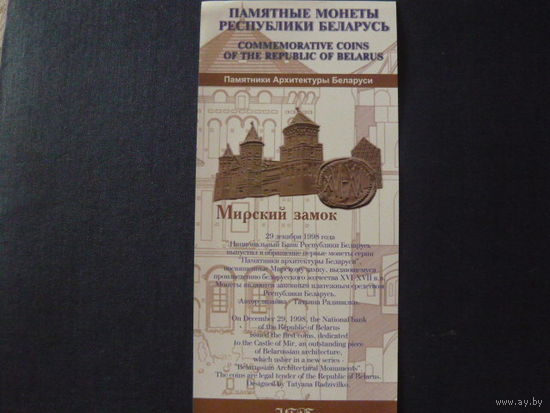 ПАМЯТНЫЕ МОНЕТЫ
РЕСПУБЛИКИ БЕЛАРУСЬ
COMMEMORATIVE COINS
OF THE REPUBLIC OF BELARUS
Памятники Архитектуры Беларуси
Мирский замок
29 декабря 1998 года
Национальный Банк Республики Беларусь
выпустил в обращение первые монеты серии
"Памятники архитектуры Беларуси",
посвященные Мирскому замку, выдающемуся
произведению белорусского зодчества XVI-XVII в.в.
Монеты являются законным платежным средством
Республики Беларусь.
Автор дизайна - Татьяна Радивилко.
On December 29, 1998, the National bank
of the Republic of Belarus
issued the first coins, dedicated
to the Castle of Mir, an outstanding piece
of Belarussian architecture,
which usher in a new series -
"Belarussian Architectural Monuments".
The coins are legal tender of the Republic of Belarus.
Designed by Tatyana Radzivilko.
www.ay.by